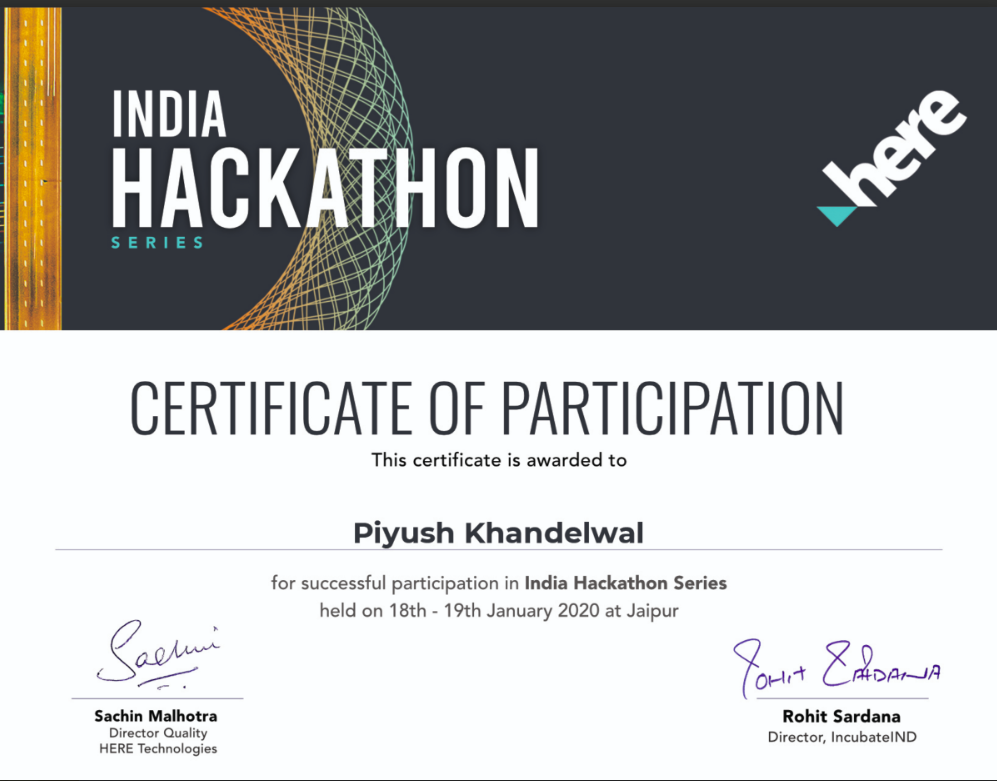 INDIA
HACKATHON
SERIES
here
CERTIFICATE OF PARTICIPATION
This certificate is awarded to
Piyush Khandelwal
for successful participation in India Hackathon Series
held on 18th - 19th January 2020 at Jaipur
Sachin
Rohit Sardana
Sachin Malhotra
Director Quality
HERE Technologies
Rohit Sardana
Director, IncubateIND